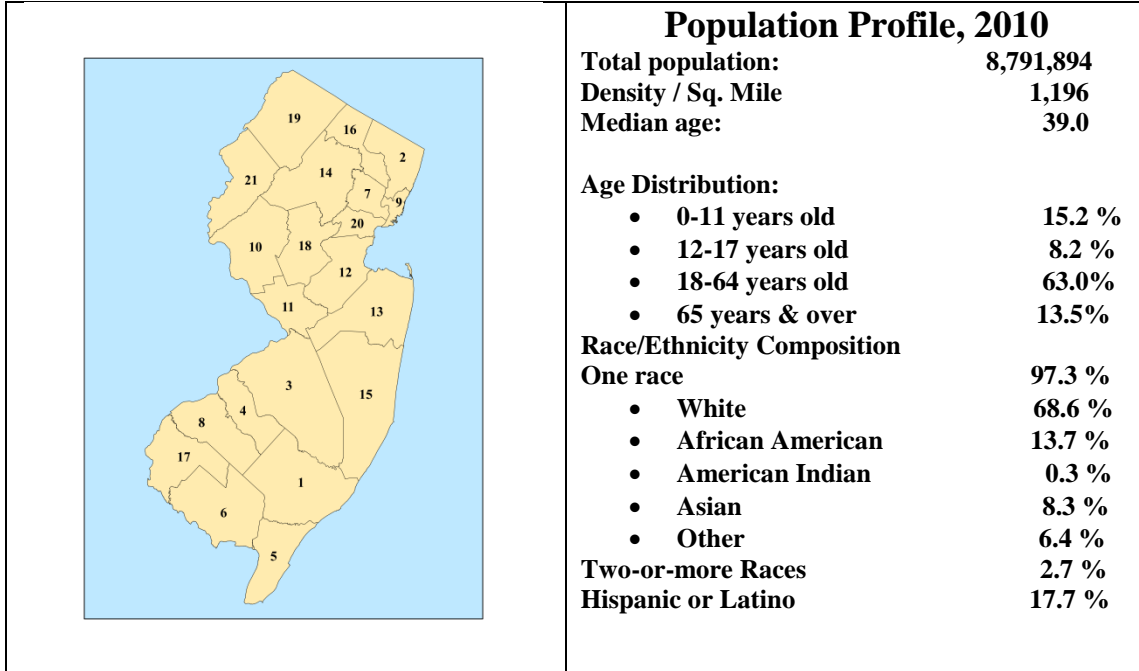 19
16
2
14
21
7
9
20
10
18
12
11
13
3
15
4
8
17
1
6
5
Population Profile, 2010
Total population: 8,791,894
Density / Sq. Mile 1,196
Median age: 39.0
Age Distribution:
• 0-11 years old 15.2 %
• 12-17 years old 8.2 %
• 18-64 years old 63.0%
• 65 years & over 13.5%
Race/Ethnicity Composition
One race 97.3 %
• White 68.6 %
• African American 13.7 %
• American Indian 0.3 %
• Asian 8.3 %
• Other 6.4 %
Two-or-more Races 2.7 %
Hispanic or Latino 17.7 %